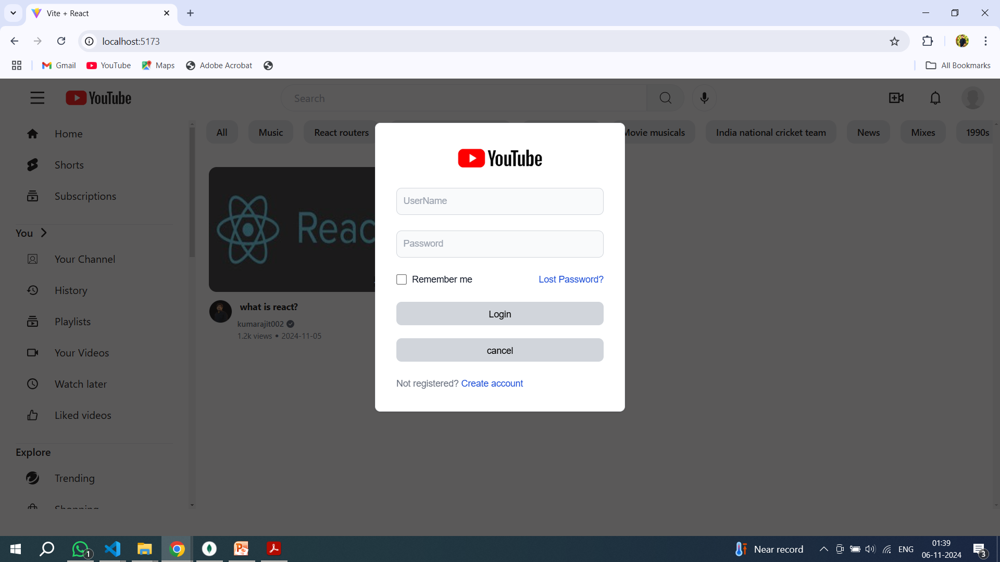 Vite + React
localhost:5173
Gmail YouTube Maps Adobe Acrobat All Bookmarks
YouTube Search
All Music React routers Movie musicals India national cricket team News Mixes 1990s
Home
Shorts
Subscriptions
You
Your Channel
History
Playlists
Your Videos
Watch later
Liked videos
Explore
Trending
Shopping
Reac
what is react?
kumarajit002
1.2k views • 2024-11-05
YouTube
UserName
Password
Remember me Lost Password?
Login
cancel
Not registered? Create account
1 Near record ENG 01:39
06-11-2024 3